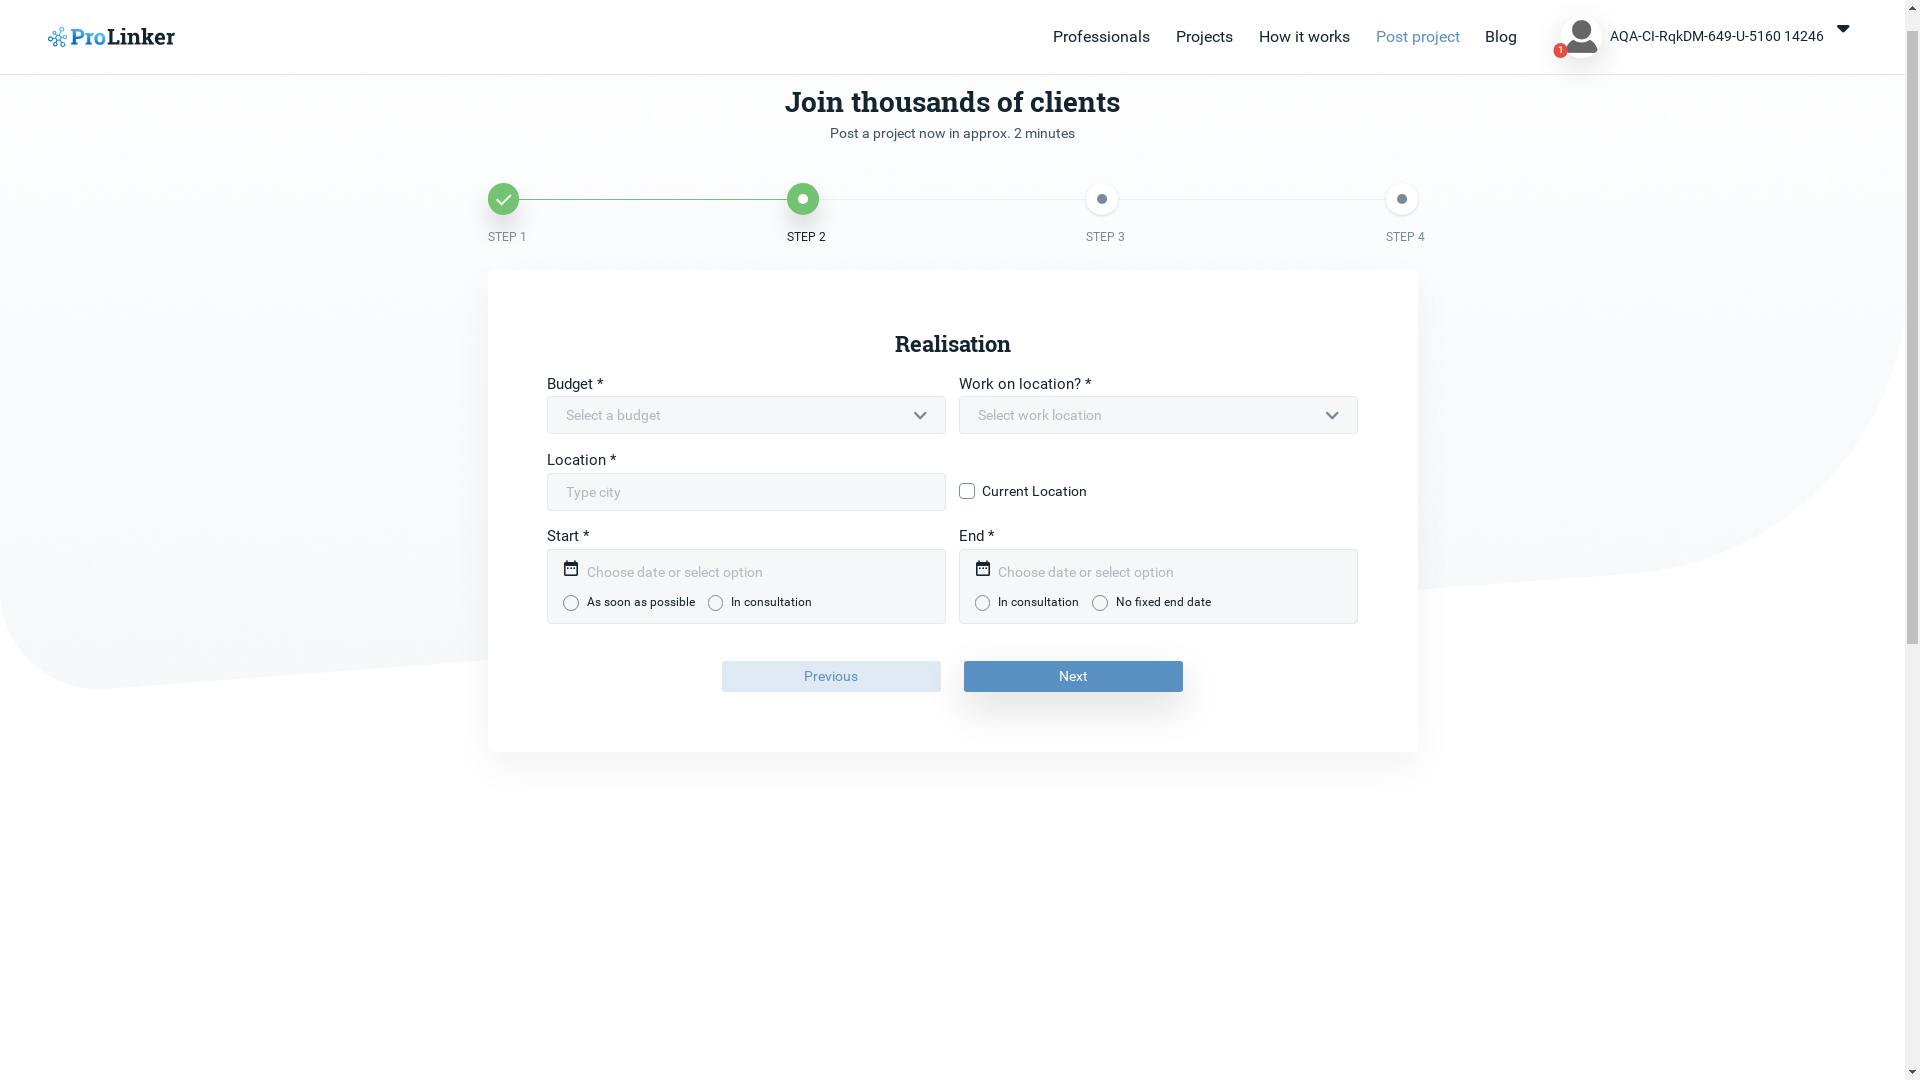 ProLinker
Professionals Projects How it works Post project Blog 1 AQA-CI-RqkDM-649-U-5160 14246
Join thousands of clients
Post a project now in approx. 2 minutes
STEP 1 STEP 2 STEP 3 STEP 4
Realisation
Budget * Work on location? *
Select a budget Select work location
Location *
Type city Current Location
Start * End *
Choose date or select option Choose date or select option
As soon as possible In consultation In consultation No fixed end date
Previous Next